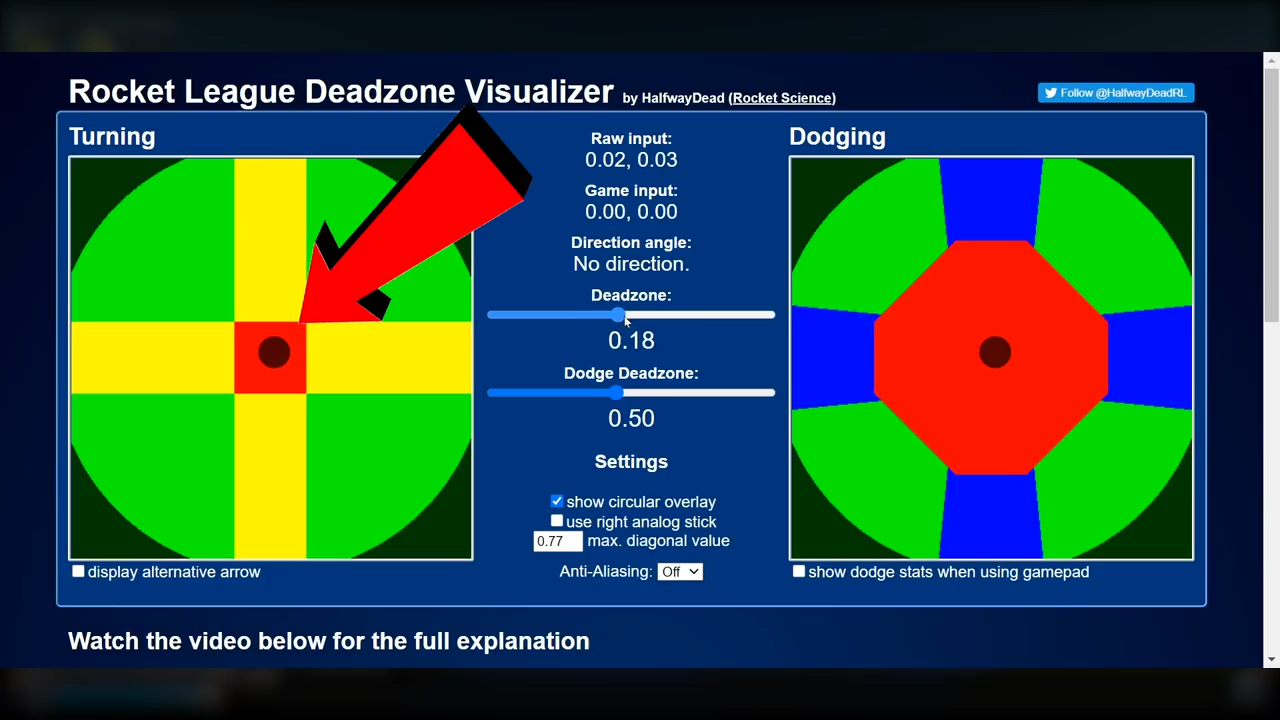 Rocket League Deadzone Visualizer by HalfwayDead (Rocket Science)
Follow @HalfwayDeadRL
Turning
Raw input:
0.02, 0.03
Game input:
0.00, 0.00
Direction angle:
No direction.
Deadzone:
0.18
Dodge Deadzone:
0.50
Settings
show circular overlay
use right analog stick
0.77 max. diagonal value
Anti-Aliasing: Off
Dodging
display alternative arrow
show dodge stats when using gamepad
Watch the video below for the full explanation